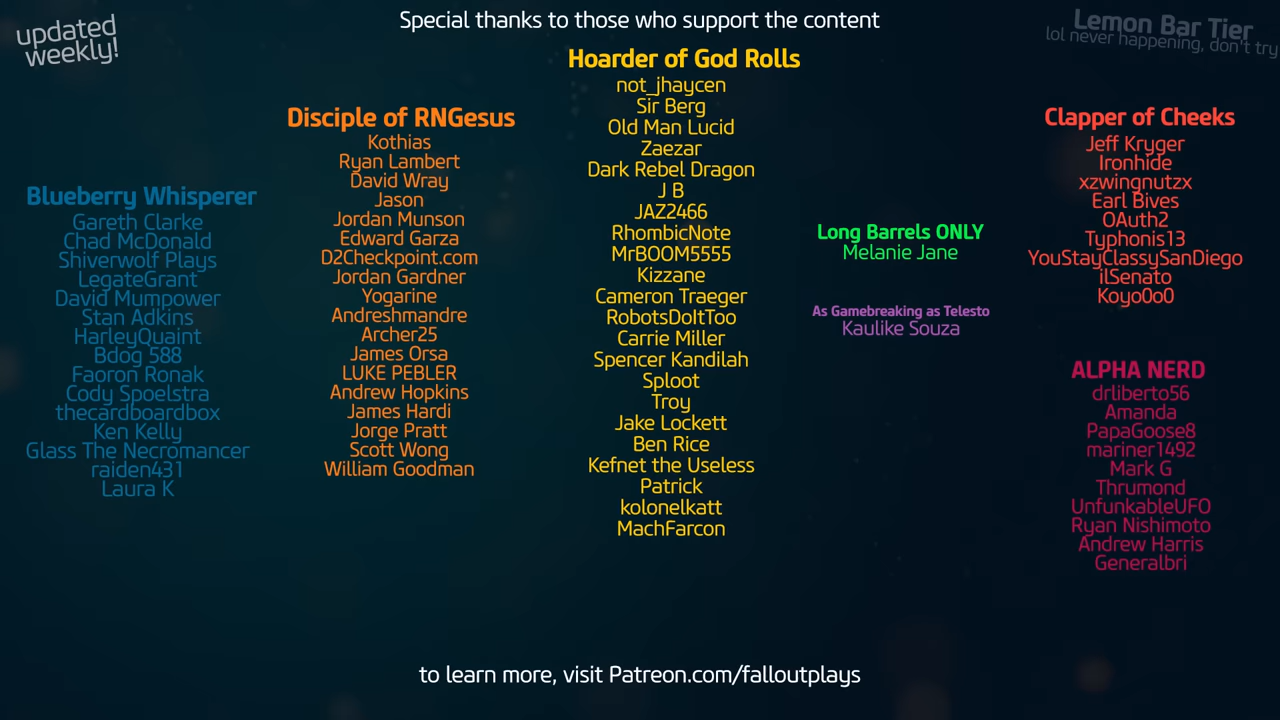 updated
weekly!
Special thanks to those who support the content
Lemon Bar Tier
lol never happening, don't try
Blueberry Whisperer
Gareth Clarke
Chad McDonald
Shiverwolf Plays
LegateGrant
David Mumpower
Stan Adkins
HarleyQuaint
Bdog 588
Faoron Ronak
Cody Spoelstra
thecardboardbox
Ken Kelly
Glass The Necromancer
raiden431
Laura K
Disciple of RNGesus
Kothias
Ryan Lambert
David Wray
Jason
Jordan Munson
Edward Garza
D2Checkpoint.com
Jordan Gardner
Yogarine
Andreshmandre
Archer25
James Orsa
LUKE PEBLER
Andrew Hopkins
James Hardi
Jorge Pratt
Scott Wong
William Goodman
Hoarder of God Rolls
not_jhaycen
Sir Berg
Old Man Lucid
Zaezar
Dark Rebel Dragon
J B
JAZ2466
RhombicNote
MrBOOM5555
Kizzane
Cameron Traeger
RobotsDoItToo
Carrie Miller
Spencer Kandilah
Sploot
Troy
Jake Lockett
Ben Rice
Kefnet the Useless
Patrick
kolonelkatt
MachFarcon
Long Barrels ONLY
Melanie Jane
As Gamebreaking as Telesto
Kaulike Souza
Clapper of Cheeks
Jeff Kryger
Ironhide
xzwingnutzx
Earl Bives
OAuth2
Typhonis13
YouStayClassySanDiego
ilSenato
Koyo0o0
ALPHA NERD
drliberto56
Amanda
PapaGoose8
mariner1492
Mark G
Thrumond
UnfunkableUFO
Ryan Nishimoto
Andrew Harris
Generalbri
to learn more, visit Patreon.com/falloutplays